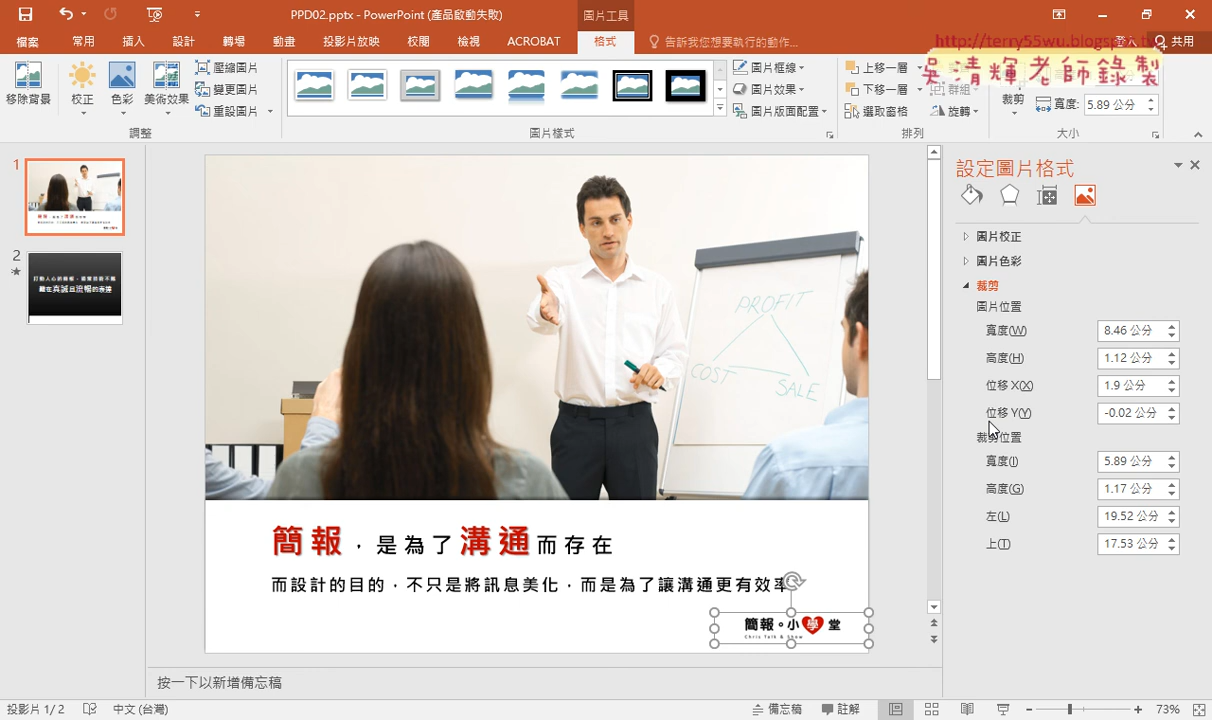 PPD02.pptx - PowerPoint (產品啟動失敗)
圖片工具
檔案 常用 插入 設計 轉場 動畫 投影片放映 校閱 檢視 ACROBAT 格式 告訴我您想要執行的動作... 登入 共用
http://terry55wu.blogspot.tw
吳清輝老師錄製
移除背景 校正 色彩 美術效果
壓縮圖片
變更圖片
重設圖片
調整
圖片樣式
圖片框線
圖片效果
圖片版面配置
上移一層
下移一層
選取窗格
群組
旋轉
排列
裁剪
寬度: 5.89 公分
大小
1
2
設定圖片格式
圖片校正
圖片色彩
裁剪
圖片位置
寬度(W) 8.46 公分
高度(H) 1.12 公分
位移 X(X) 1.9 公分
位移 Y(Y) -0.02 公分
裁剪位置
寬度(I) 5.89 公分
高度(G) 1.17 公分
左(L) 19.52 公分
上(T) 17.53 公分
PROFIT
COST
SALE
簡報，是為了溝通而存在
而設計的目的，不只是將訊息美化，而是為了讓溝通更有效率
簡報。小學堂
Chris Talk & Show
按一下以新增備忘稿
投影片 1/ 2 中文 (台灣) 備忘稿 註解 73%